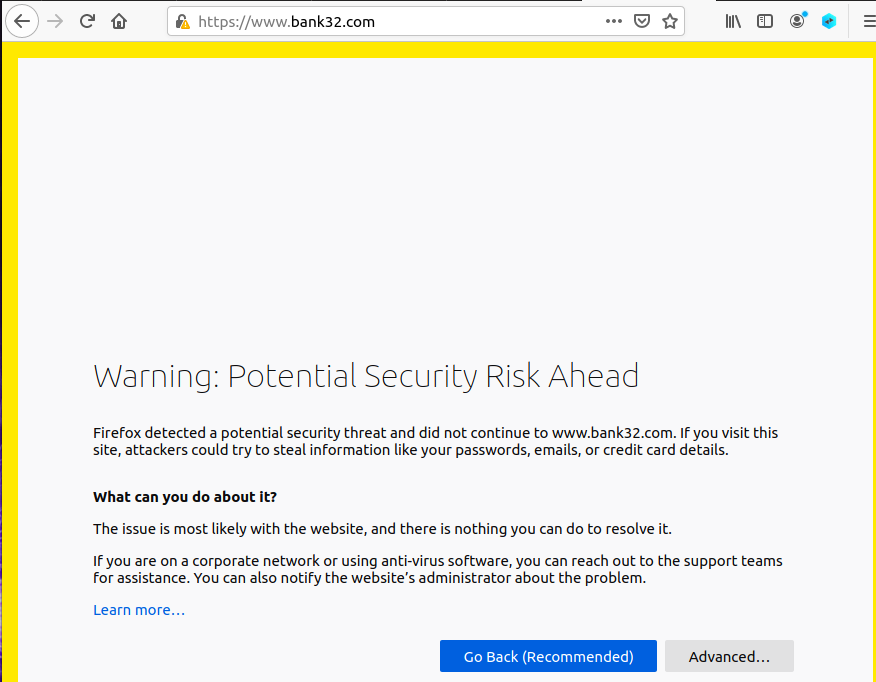 https://www.bank32.com
Warning: Potential Security Risk Ahead
Firefox detected a potential security threat and did not continue to www.bank32.com. If you visit this
site, attackers could try to steal information like your passwords, emails, or credit card details.
What can you do about it?
The issue is most likely with the website, and there is nothing you can do to resolve it.
If you are on a corporate network or using anti-virus software, you can reach out to the support teams
for assistance. You can also notify the website’s administrator about the problem.
Learn more…
Go Back (Recommended) Advanced…